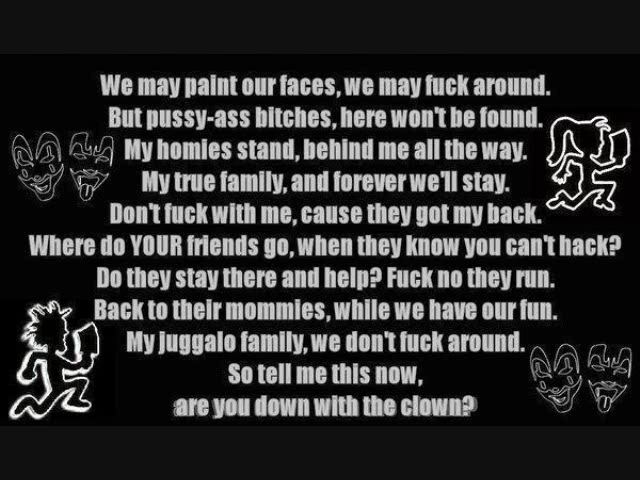 We may paint our faces, we may fuck around.
But pussy-ass bitches, here won't be found.
My homies stand, behind me all the way.
My true family, and forever we'll stay.
Don't fuck with me, cause they got my back.
Where do YOUR friends go, when they know you can't hack?
Do they stay there and help? Fuck no they run.
Back to their mommies, while we have our fun.
My juggalo family, we don't fuck around.
So tell me this now,
are you down with the clown?